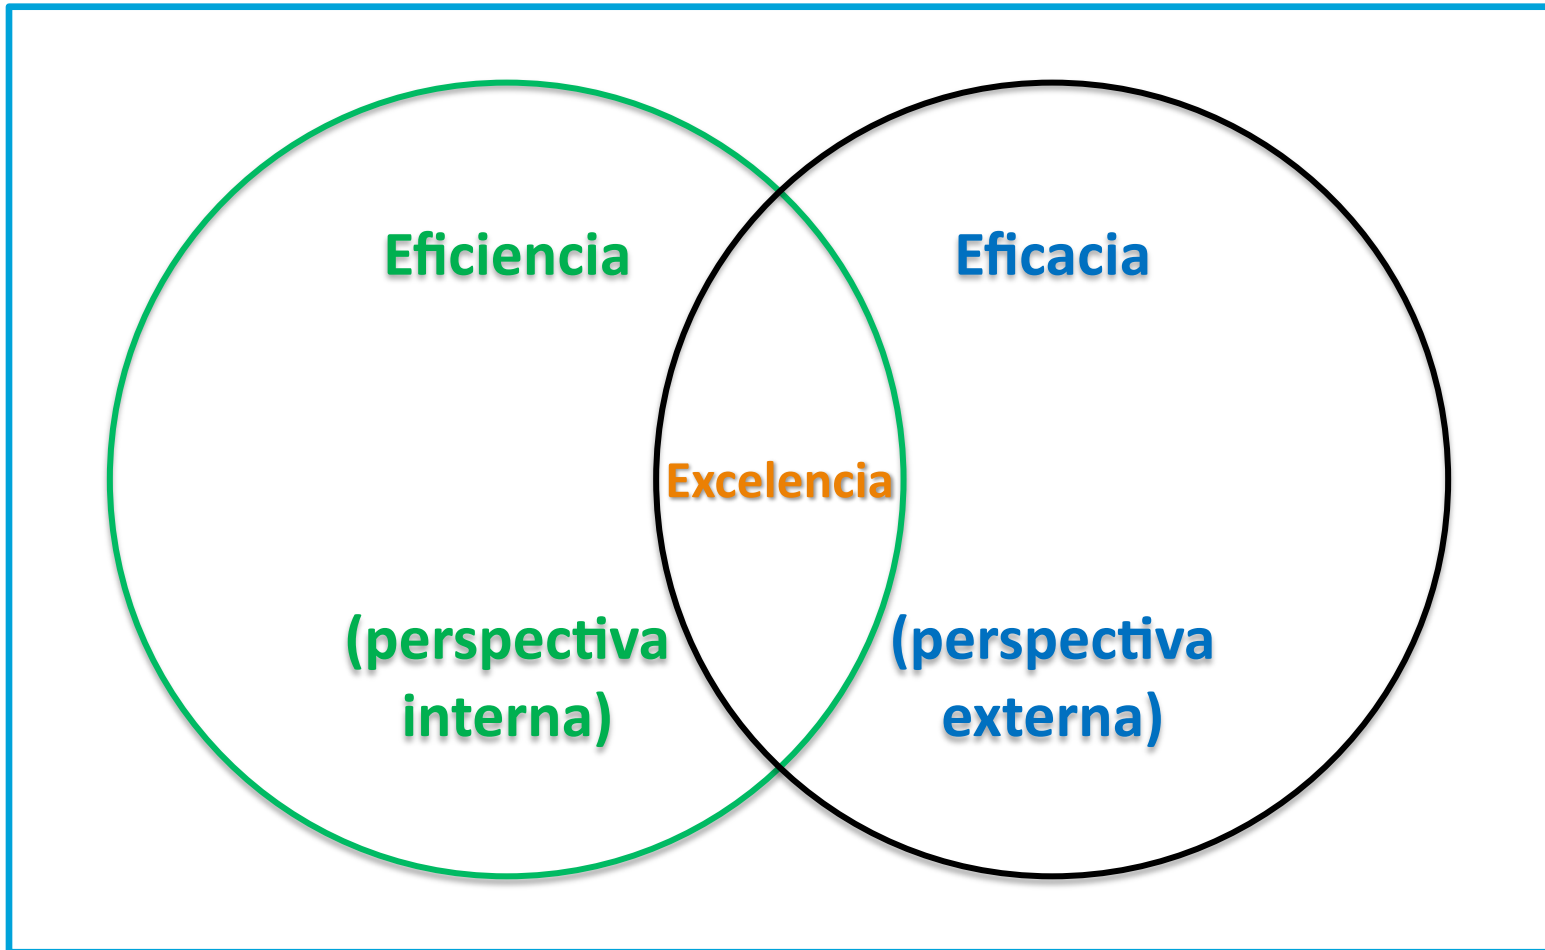 Eficiencia
Eficacia
Excelencia
(perspectiva
interna)
(perspectiva
externa)